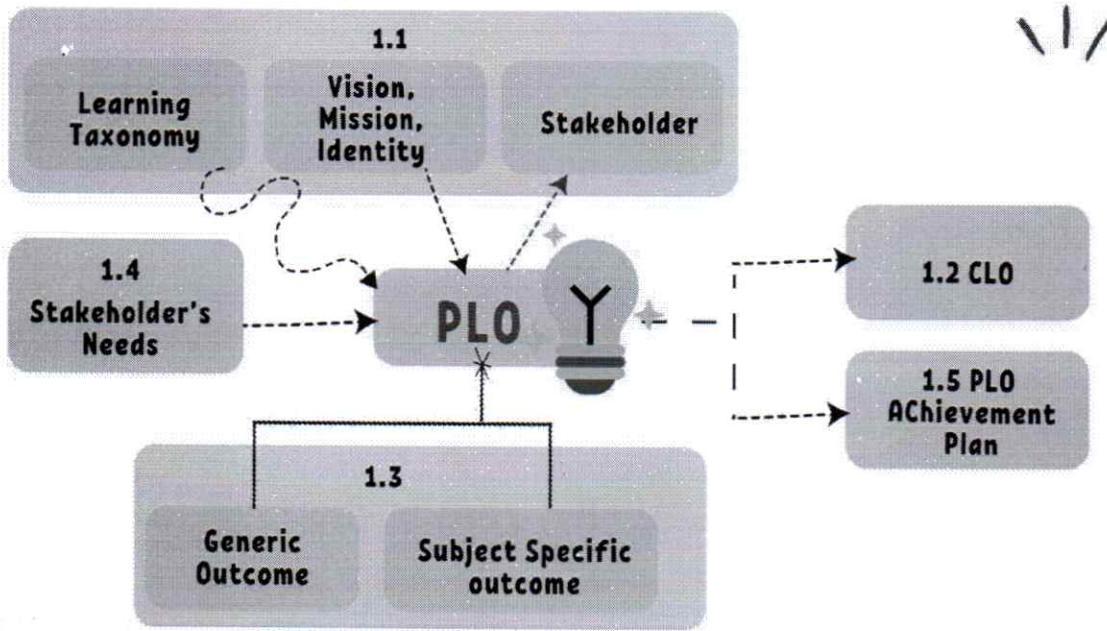 1.1
Learning
Taxonomy
Vision,
Mission,
Identity
Stakeholder
1.4
Stakeholder's
Needs
PLO
1.2 CLO
1.5 PLO
AChievement
Plan
1.3
Generic
Outcome
Subject Specific
outcome